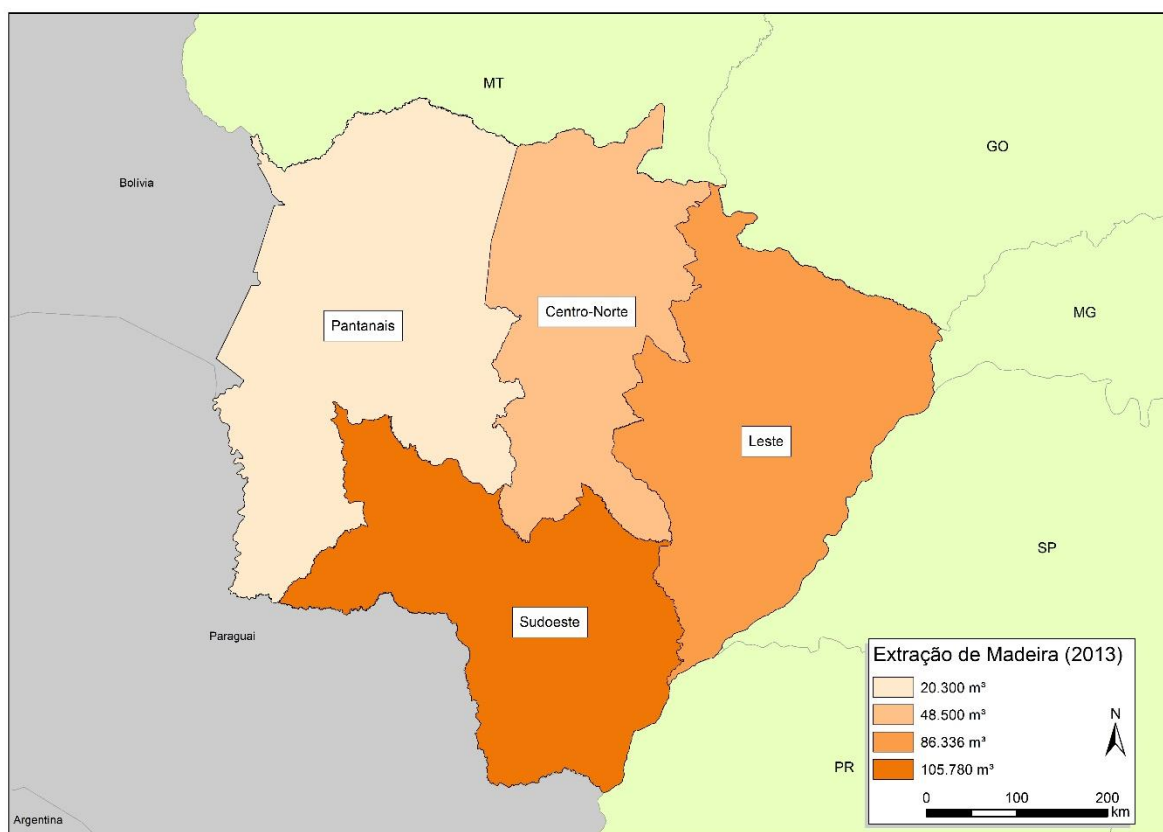 MT
GO
Bolívia
Centro-Norte
MG
Pantanais
Leste
SP
Sudoeste
Paraguai
Extração de Madeira (2013)
20.300 m³
48.500 m³
86.336 m³
105.780 m³
N
PR
0 100 200
km
Argentina